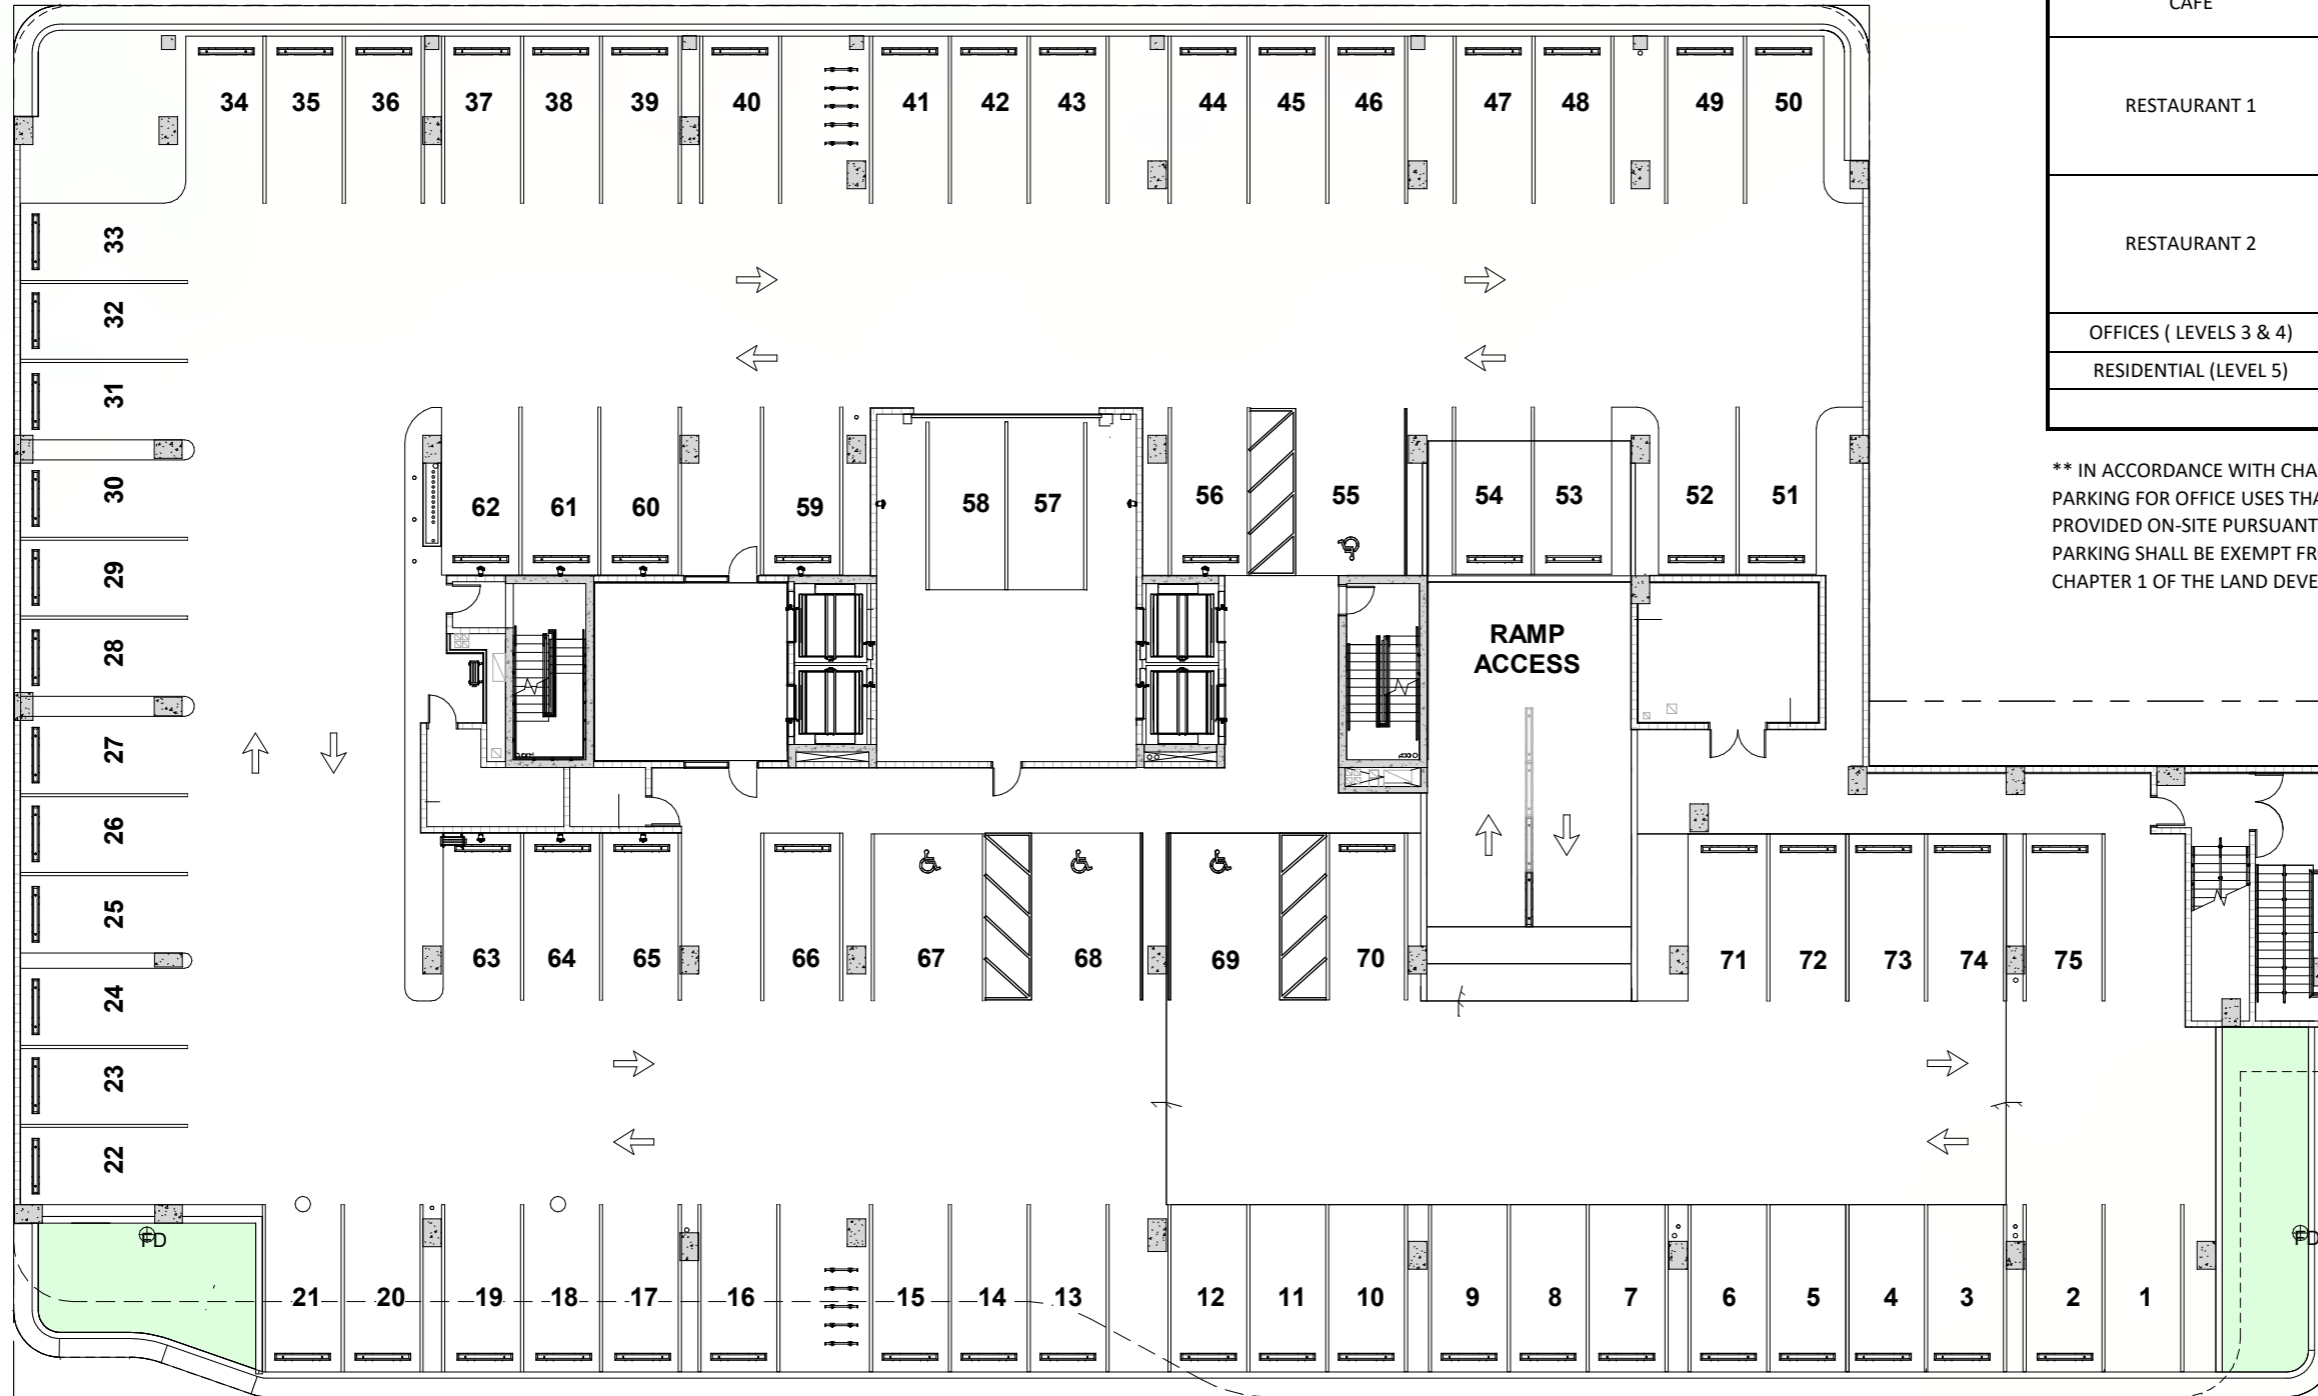 CAFE
34 35 36 37 38 39 40 41 42 43 44 45 46 47 48 49 50
RESTAURANT 1
33
RESTAURANT 2
32
OFFICES ( LEVELS 3 & 4)
RESIDENTIAL (LEVEL 5)
31
** IN ACCORDANCE WITH CHA
PARKING FOR OFFICE USES THA
PROVIDED ON-SITE PURSUANT
PARKING SHALL BE EXEMPT FR
CHAPTER 1 OF THE LAND DEVE
30
62 61 60 59 58 57 56 55 54 53 52 51
29
28
RAMP
ACCESS
27
26
25
63 64 65 66 67 68 69 70 71 72 73 74 75
24
23
22
FD
FD
21 20 19 18 17 16 15 14 13 12 11 10 9 8 7 6 5 4 3 2 1